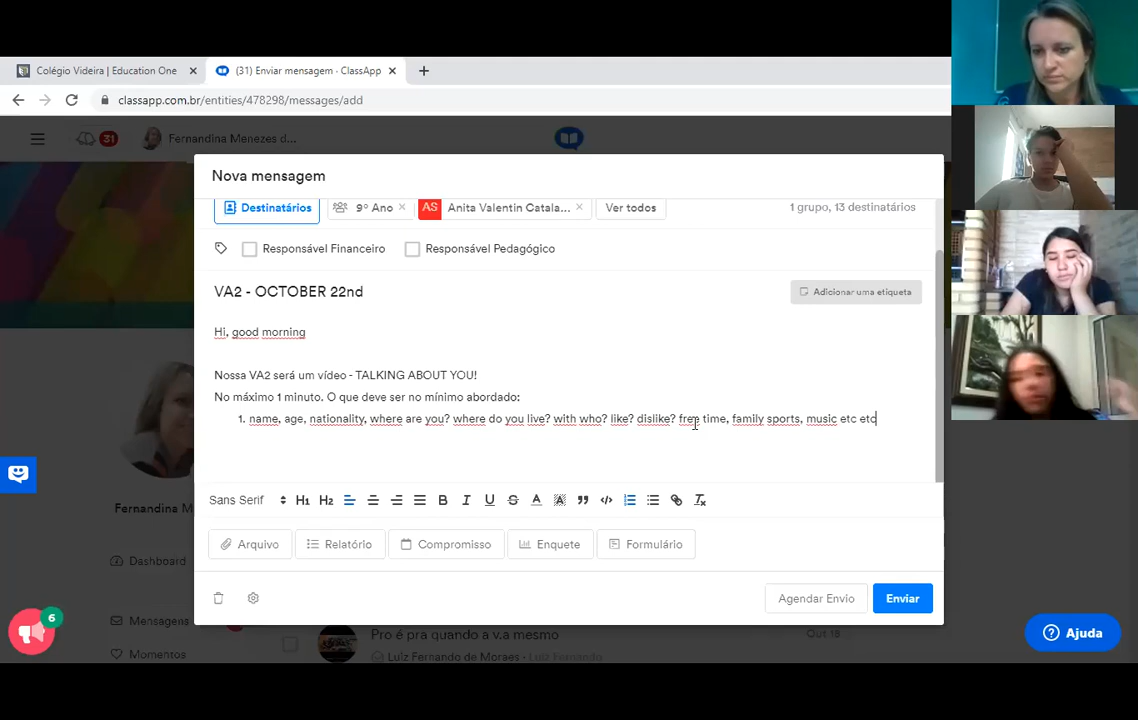 Colégio Videira | Education One
(31) Enviar mensagem - ClassApp
classapp.com.br/entities/478298/messages/add
31 Fernandina Menezes d...
Nova mensagem
Destinatários 9º Ano AS Anita Valentin Catala... Ver todos 1 grupo, 13 destinatários
Responsável Financeiro Responsável Pedagógico
VA2 - OCTOBER 22nd Adicionar uma etiqueta
Hi, good morning
Nossa VA2 será um vídeo - TALKING ABOUT YOU!
No máximo 1 minuto. O que deve ser no mínimo abordado:
1. name, age, nationality, where are you? where do you live? with who? like? dislike? free time, family sports, music etc etc
Sans Serif H1 H2 B I U S A A
Fernandina M
Arquivo Relatório Compromisso Enquete Formulário
Dashboard
Agendar Envio Enviar
Mensagens
6
Pro é pra quando a v.a mesmo Out 18
Luiz Fernando de Moraes
Momentos
Ajuda